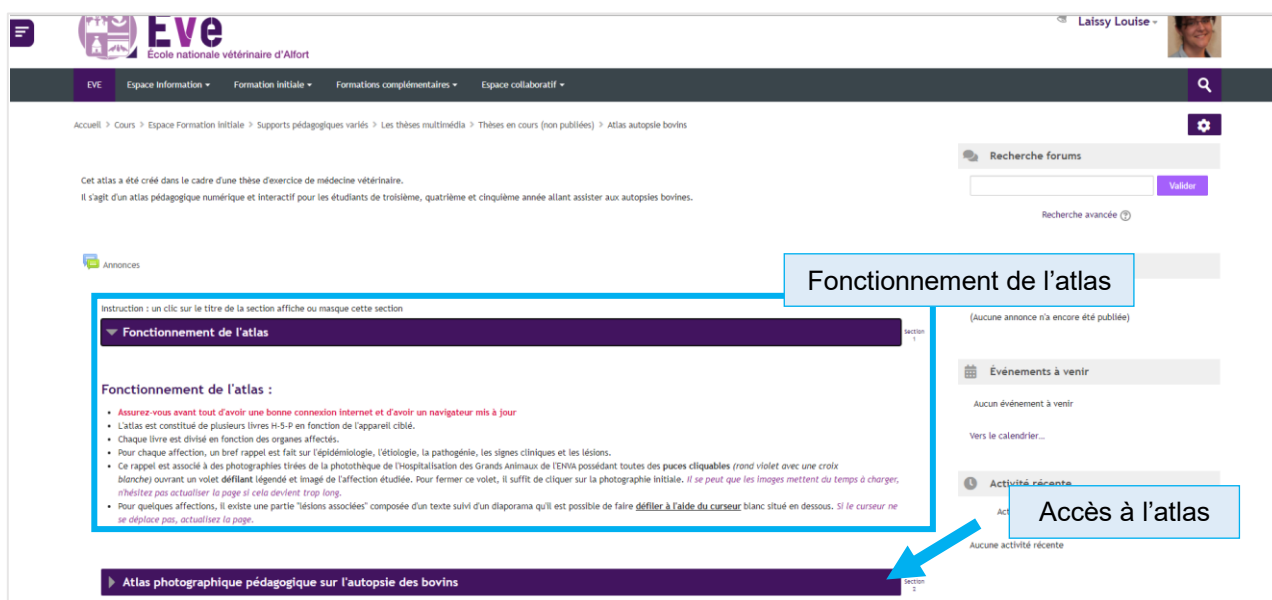 Eve
École nationale vétérinaire d'Alfort
Laissy Louise
EVE Espace Information Formation initiale Formations complémentaires Espace collaboratif
Accueil > Cours > Espace Formation initiale > Supports pédagogiques variés > Les thèses multimédia > Thèses en cours (non publiées) > Atlas autopsie bovins
Cet atlas a été créé dans le cadre d'une thèse d'exercice de médecine vétérinaire.
Il s'agit d'un atlas pédagogique numérique et interactif pour les étudiants de troisième, quatrième et cinquième année allant assister aux autopsies bovines.
Annonces
Instruction : un clic sur le titre de la section affiche ou masque cette section
Fonctionnement de l'atlas
Section
1
Fonctionnement de l'atlas :
• Assurez-vous avant tout d'avoir une bonne connexion internet et d'avoir un navigateur mis à jour
• L'atlas est constitué de plusieurs livres H-5-P en fonction de l'appareil ciblé.
• Chaque livre est divisé en fonction des organes affectés.
• Pour chaque affection, un bref rappel est fait sur l'épidémiologie, l'étiologie, la pathogénie, les signes cliniques et les lésions.
• Ce rappel est associé à des photographies tirées de la photothèque de l'Hospitalisation des Grands Animaux de l'ENVA possédant toutes des puces cliquables (rond violet avec une croix
blanche) ouvrant un volet défilant légendé et imagé de l'affection étudiée. Pour fermer ce volet, il suffit de cliquer sur la photographie initiale. Il se peut que les images mettent du temps à charger,
n'hésitez pas actualiser la page si cela devient trop long.
• Pour quelques affections, il existe une partie "lésions associées" composée d'un texte suivi d'un diaporama qu'il est possible de faire défiler à l'aide du curseur blanc situé en dessous. Si le curseur ne
se déplace pas, actualisez la page.
Atlas photographique pédagogique sur l'autopsie des bovins
Section
2
Recherche forums
Valider
Recherche avancée
Fonctionnement de l’atlas
(Aucune annonce n'a encore été publiée)
Événements à venir
Aucun événement à venir
Vers le calendrier...
Activité récente
Accès à l’atlas
Aucune activité récente